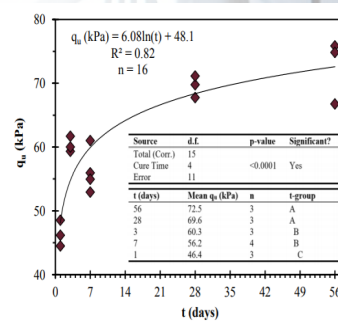 80
qu (kPa) = 6.08ln(t) + 48.1
R² = 0.82
n = 16
70
qu (kPa)
60
Source d.f. p-value Significant?
Total (Corr.) 15
Cure Time 4 <0.0001 Yes
Error 11
t (days) Mean qu (kPa) n t-group
56 72.5 3 A
28 69.6 3 A
3 60.3 3 B
7 56.2 4 B
1 46.4 3 C
50
40
0 7 14 21 28 35 42 49 56
t (days)